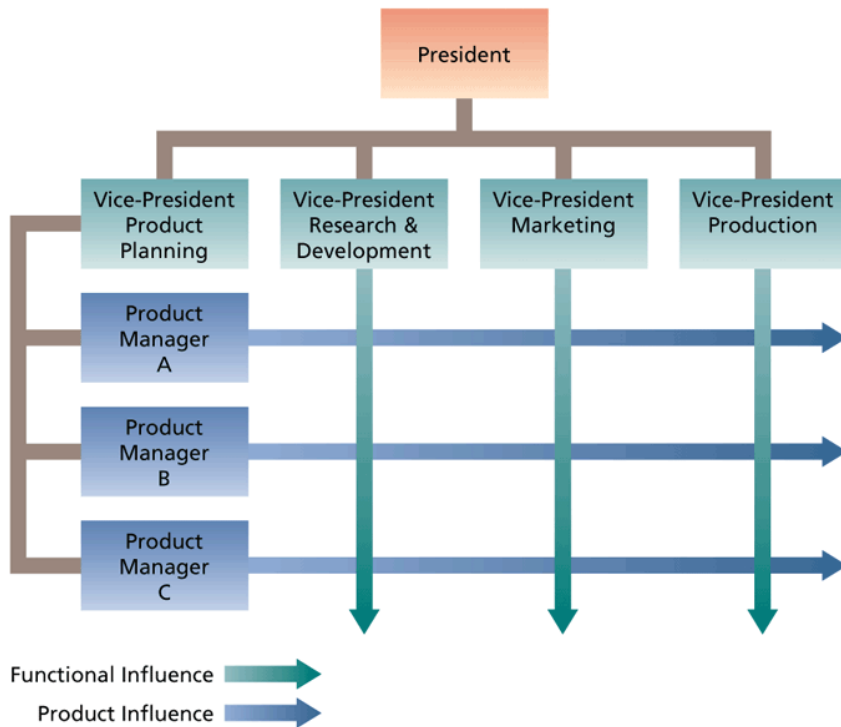 President
Vice-President
Product
Planning
Vice-President
Research &
Development
Vice-President
Marketing
Vice-President
Production
Product
Manager
A
Product
Manager
B
Product
Manager
C
Functional Influence
Product Influence